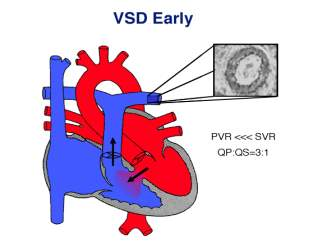 VSD Early
PVR <<< SVR
QP:QS=3:1